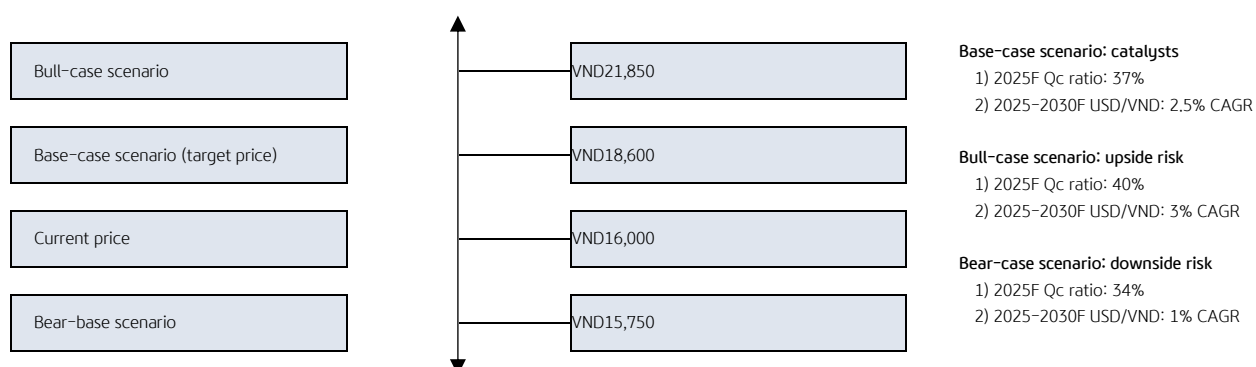 Bull-case scenario
VND21,850
Base-case scenario (target price)
VND18,600
Current price
VND16,000
Bear-base scenario
VND15,750
Base-case scenario: catalysts
1) 2025F Qc ratio: 37%
2) 2025-2030F USD/VND: 2.5% CAGR
Bull-case scenario: upside risk
1) 2025F Qc ratio: 40%
2) 2025-2030F USD/VND: 3% CAGR
Bear-case scenario: downside risk
1) 2025F Qc ratio: 34%
2) 2025-2030F USD/VND: 1% CAGR